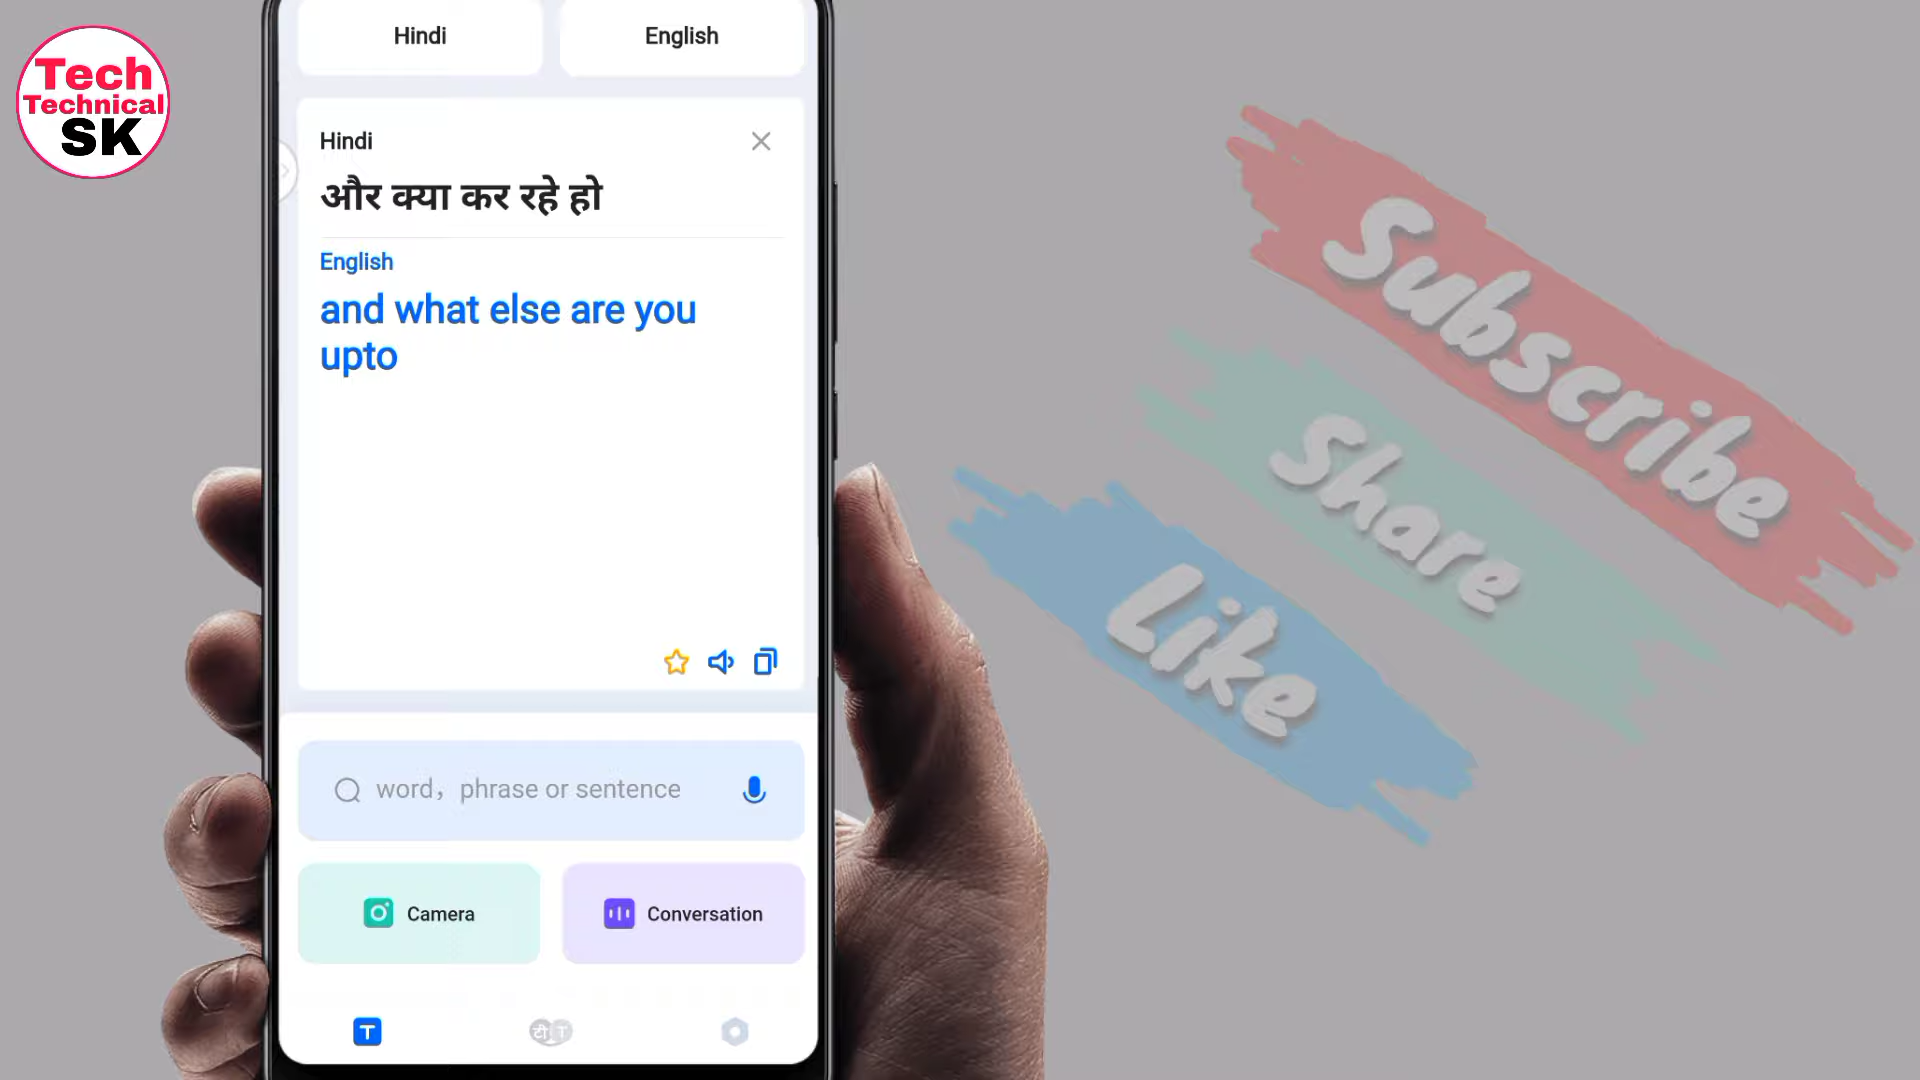 Tech
Technical
SK
Hindi English
Hindi
और क्या कर रहे हो
English
and what else are you
upto
word，phrase or sentence
Camera Conversation
T टी T
Subscribe
Share
Like